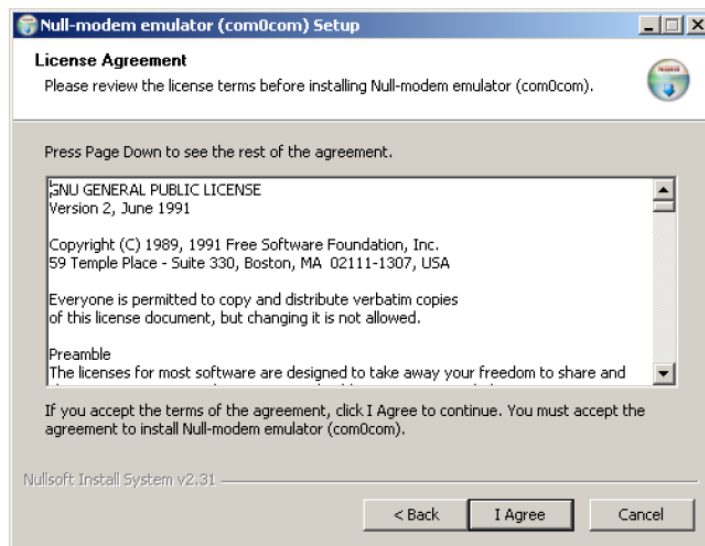 Null-modem emulator (com0com) Setup
License Agreement
Please review the license terms before installing Null-modem emulator (com0com).
Press Page Down to see the rest of the agreement.
GNU GENERAL PUBLIC LICENSE
Version 2, June 1991
Copyright (C) 1989, 1991 Free Software Foundation, Inc.
59 Temple Place - Suite 330, Boston, MA  02111-1307, USA
Everyone is permitted to copy and distribute verbatim copies
of this license document, but changing it is not allowed.
Preamble
The licenses for most software are designed to take away your freedom to share and
If you accept the terms of the agreement, click I Agree to continue. You must accept the
agreement to install Null-modem emulator (com0com).
Nullsoft Install System v2.31
< Back
I Agree
Cancel